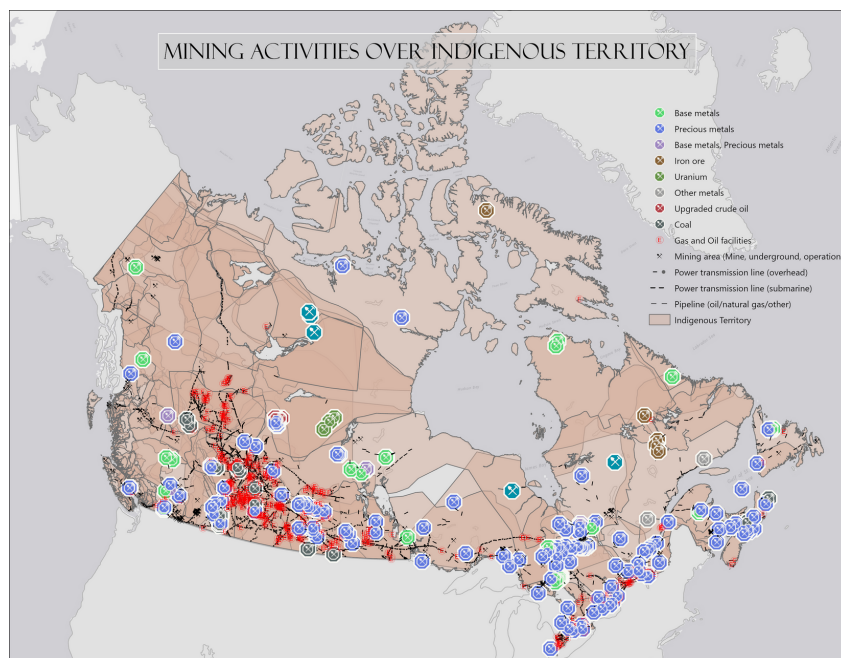 MINING ACTIVITIES OVER INDIGENOUS TERRITORY
Base metals
Precious metals
Base metals, Precious metals
Iron ore
Uranium
Other metals
Upgraded crude oil
Coal
Gas and Oil facilities
Mining area (Mine, underground, operation
Power transmission line (overhead)
Power transmission line (submarine)
Pipeline (oil/natural gas/other)
Indigenous Territory